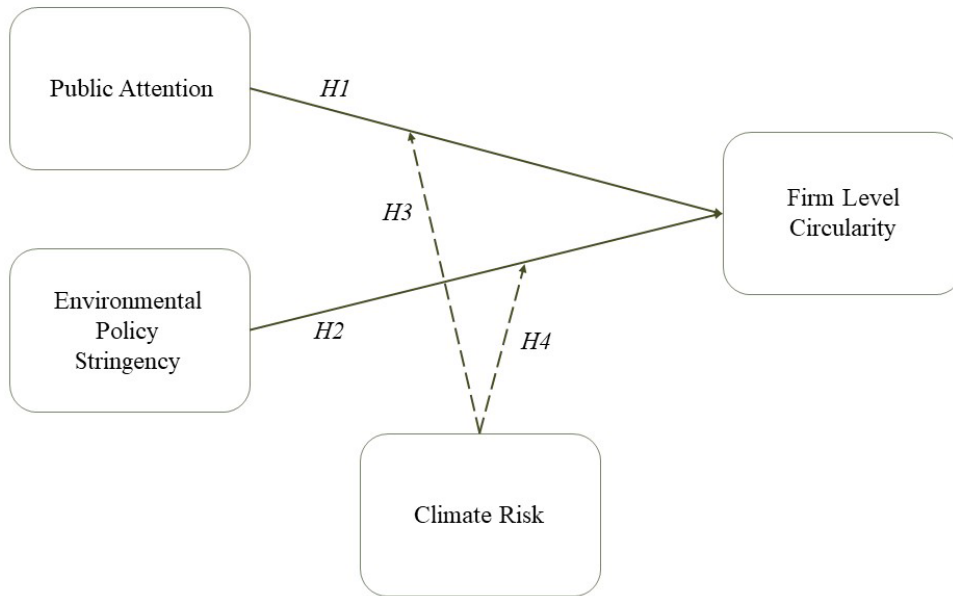 Public Attention
H1
H3
Firm Level
Circularity
Environmental
Policy
Stringency
H2
H4
Climate Risk